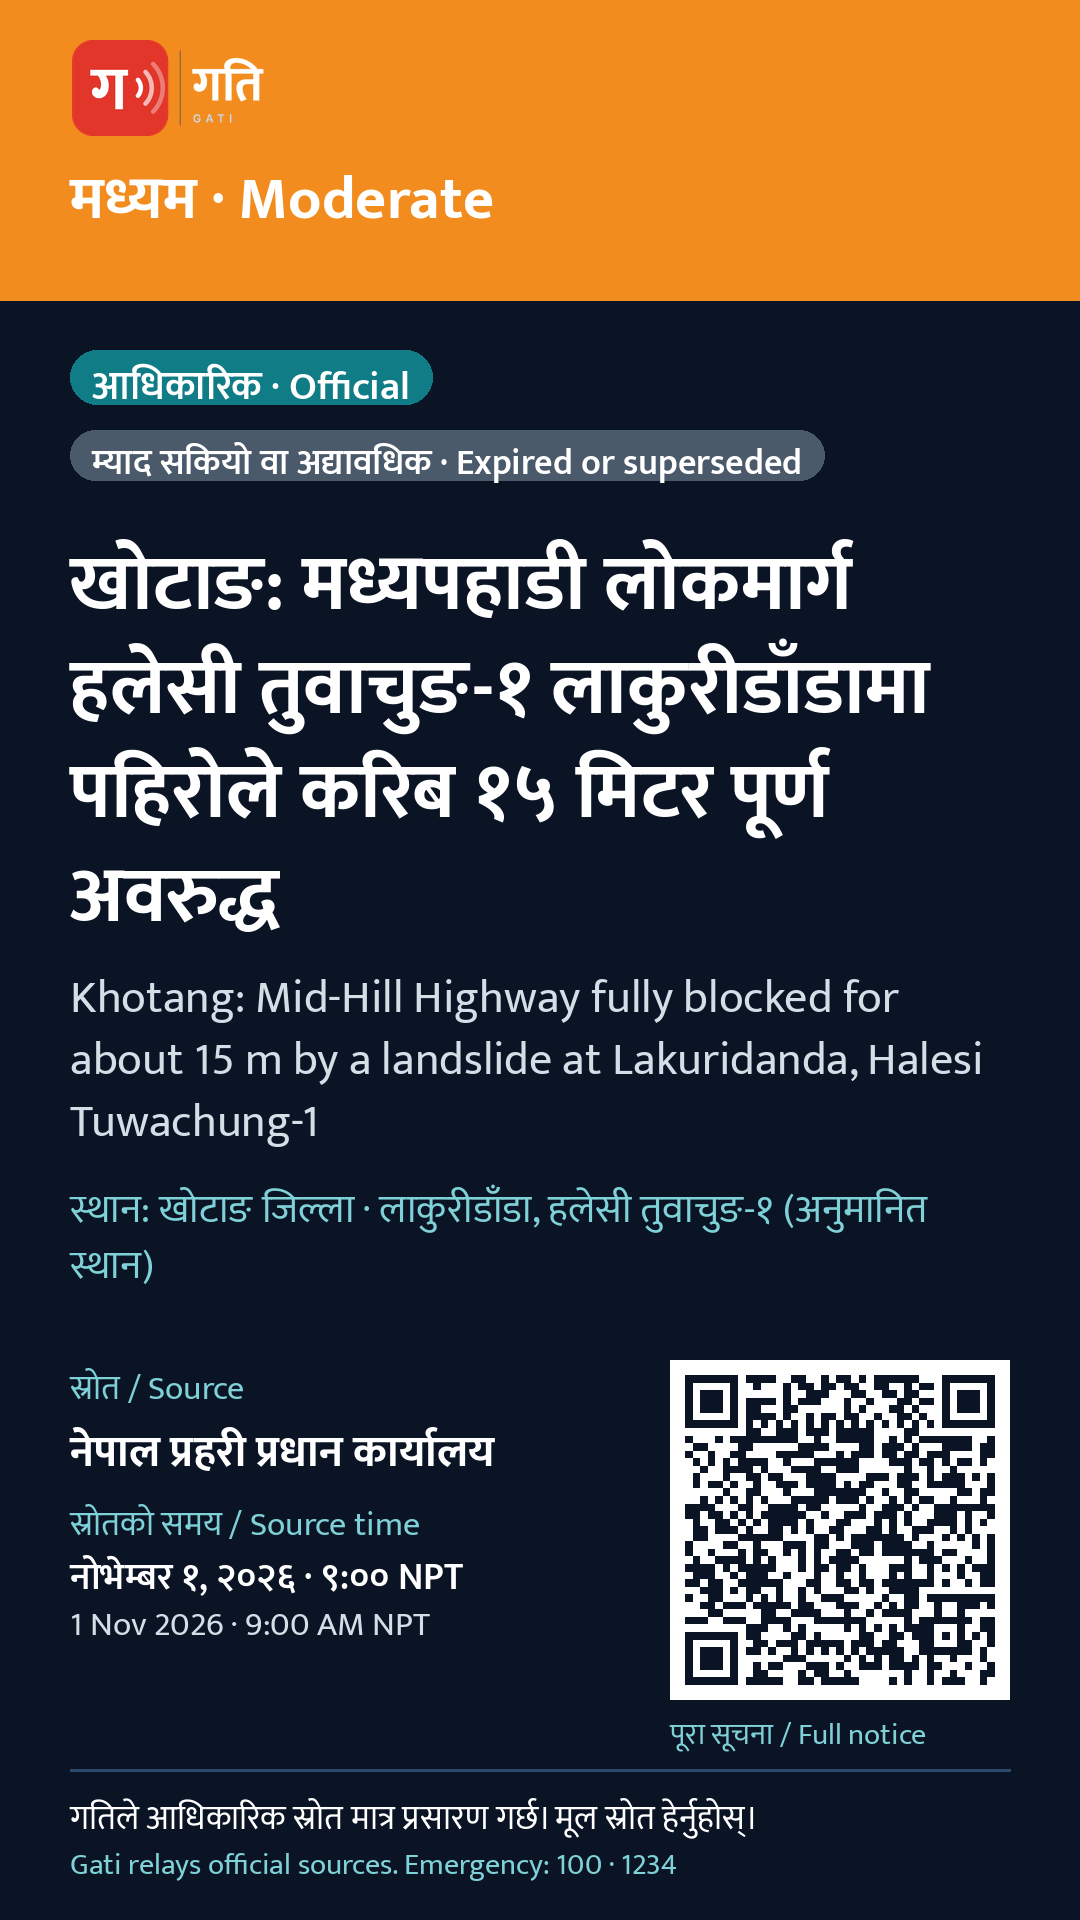 ग
गति
GATI
मध्यम · Moderate
आधिकारिक · Official
म्याद सकियो वा अद्यावधिक · Expired or superseded
खोटाङ: मध्यपहाडी लोकमार्ग
हलेसी तुवाचुङ-१ लाकुरीडाँडामा
पहिरोले करिब १५ मिटर पूर्ण
अवरुद्ध
Khotang: Mid-Hill Highway fully blocked for
about 15 m by a landslide at Lakuridanda, Halesi
Tuwachung-1
स्थान: खोटाङ जिल्ला · लाकुरीडाँडा, हलेसी तुवाचुङ-१ (अनुमानित
स्थान)
स्रोत / Source
नेपाल प्रहरी प्रधान कार्यालय
स्रोतको समय / Source time
नोभेम्बर १, २०२६ · ९:०० NPT
1 Nov 2026 · 9:00 AM NPT
पूरा सूचना / Full notice
गतिले आधिकारिक स्रोत मात्र प्रसारण गर्छ। मूल स्रोत हेर्नुहोस्।
Gati relays official sources. Emergency: 100 · 1234